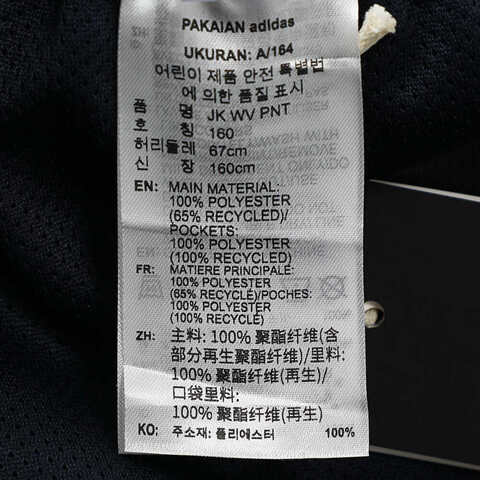 PAKAIAN adidas
UKURAN: A/164
어린이 제품 안전 특별법
에 의한 품질 표시
품 명 JK WV PNT
호 칭 160
허리둘레 67cm
신 장 160cm
EN: MAIN MATERIAL:
100% POLYESTER
(65% RECYCLED)/
POCKETS:
100% POLYESTER
(100% RECYCLED)
FR: MATIERE PRINCIPALE:
100% POLYESTER
(65% RECYCLÉ)/POCHES:
100% POLYESTER
(100% RECYCLÉ)
ZH: 主料: 100% 聚酯纤维(含
部分再生聚酯纤维)/里料:
100% 聚酯纤维(再生)/
口袋里料:
100% 聚酯纤维(再生)
KO: 주소재: 폴리에스터 100%